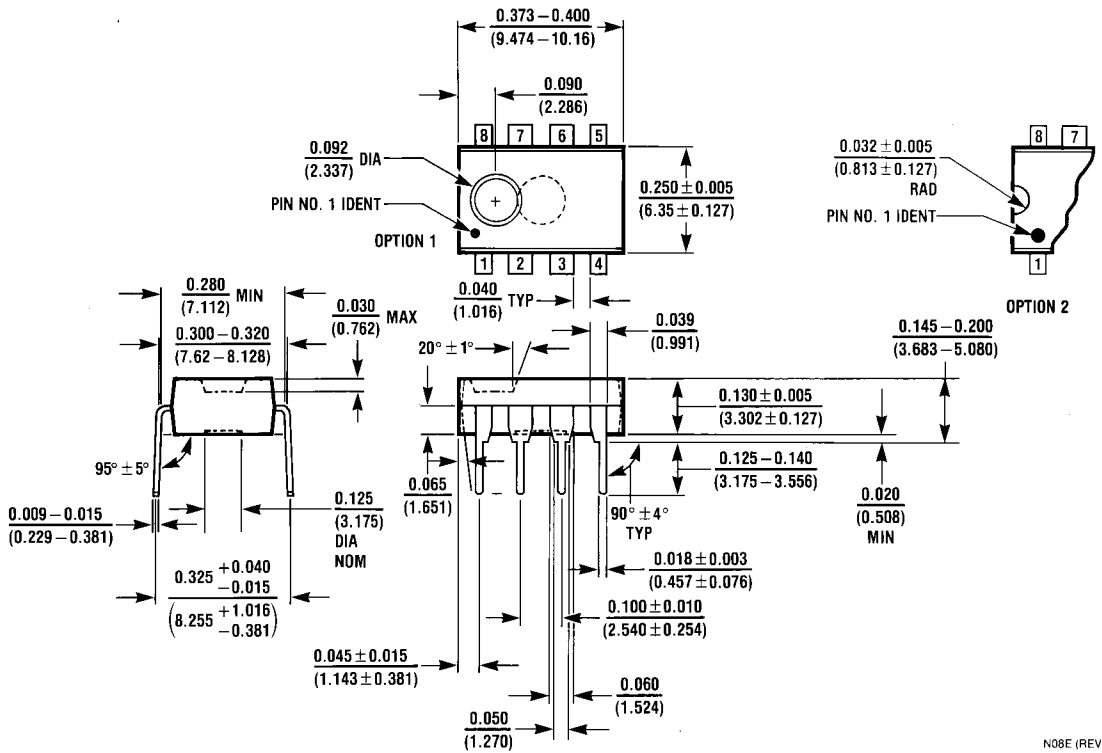 0.373 – 0.400
(9.474 – 10.16)
0.090
(2.286)
8 7 6 5
0.092 DIA
(2.337)
PIN NO. 1 IDENT
OPTION 1
0.250 ± 0.005
(6.35 ± 0.127)
1 2 3 4
8 7
0.032 ± 0.005
(0.813 ± 0.127)
RAD
PIN NO. 1 IDENT
1
OPTION 2
0.280 MIN
(7.112)
0.300 – 0.320
(7.62 – 8.128)
0.030 MAX
(0.762)
0.040 TYP
(1.016)
0.039
(0.991)
20° ± 1°
0.145 – 0.200
(3.683 – 5.080)
0.130 ± 0.005
(3.302 ± 0.127)
95° ± 5°
0.065
(1.651)
0.125 – 0.140
(3.175 – 3.556)
90° ± 4°
TYP
0.020
(0.508)
MIN
0.009 – 0.015
(0.229 – 0.381)
0.125
(3.175)
DIA
NOM
0.018 ± 0.003
(0.457 ± 0.076)
0.325 +0.040
−0.015
(8.255 +1.016
−0.381)
0.100 ± 0.010
(2.540 ± 0.254)
0.045 ± 0.015
(1.143 ± 0.381)
0.060
(1.524)
0.050
(1.270)
N08E (REV